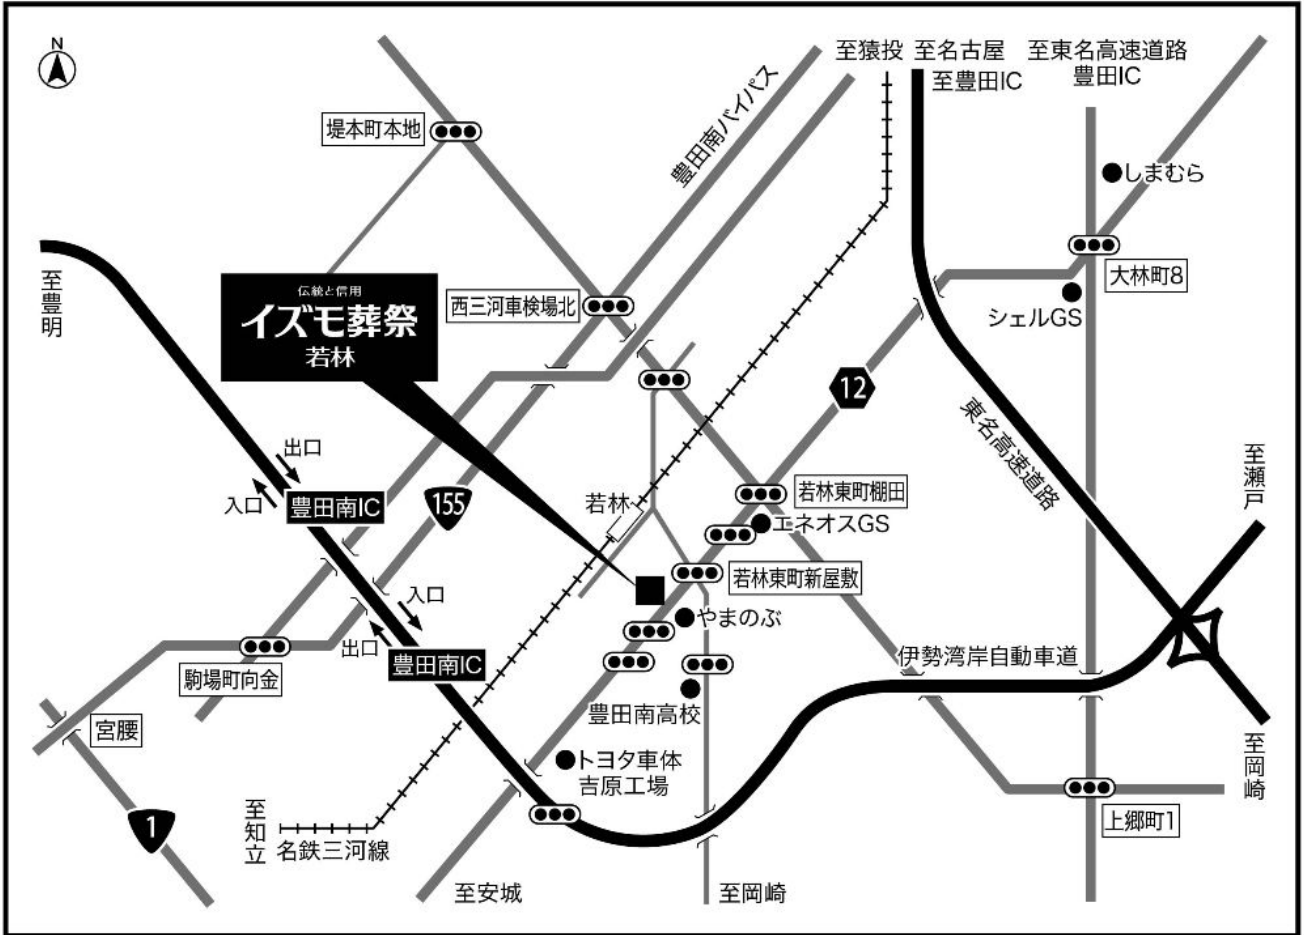 N
至猿投
至名古屋
至豊田IC
至東名高速道路
豊田IC
堤本町本地
豊田南バイパス
しまむら
大林町8
シェルGS
至豊明
伝統と信用
イズモ葬祭
若林
西三河車検場北
12
東名高速道路
至瀬戸
出口
入口
豊田南IC
155
若林
若林東町棚田
エネオスGS
若林東町新屋敷
入口
出口
豊田南IC
やまのぶ
伊勢湾岸自動車道
駒場町向金
豊田南高校
宮腰
トヨタ車体
吉原工場
至岡崎
1
至知立
名鉄三河線
上郷町1
至安城
至岡崎